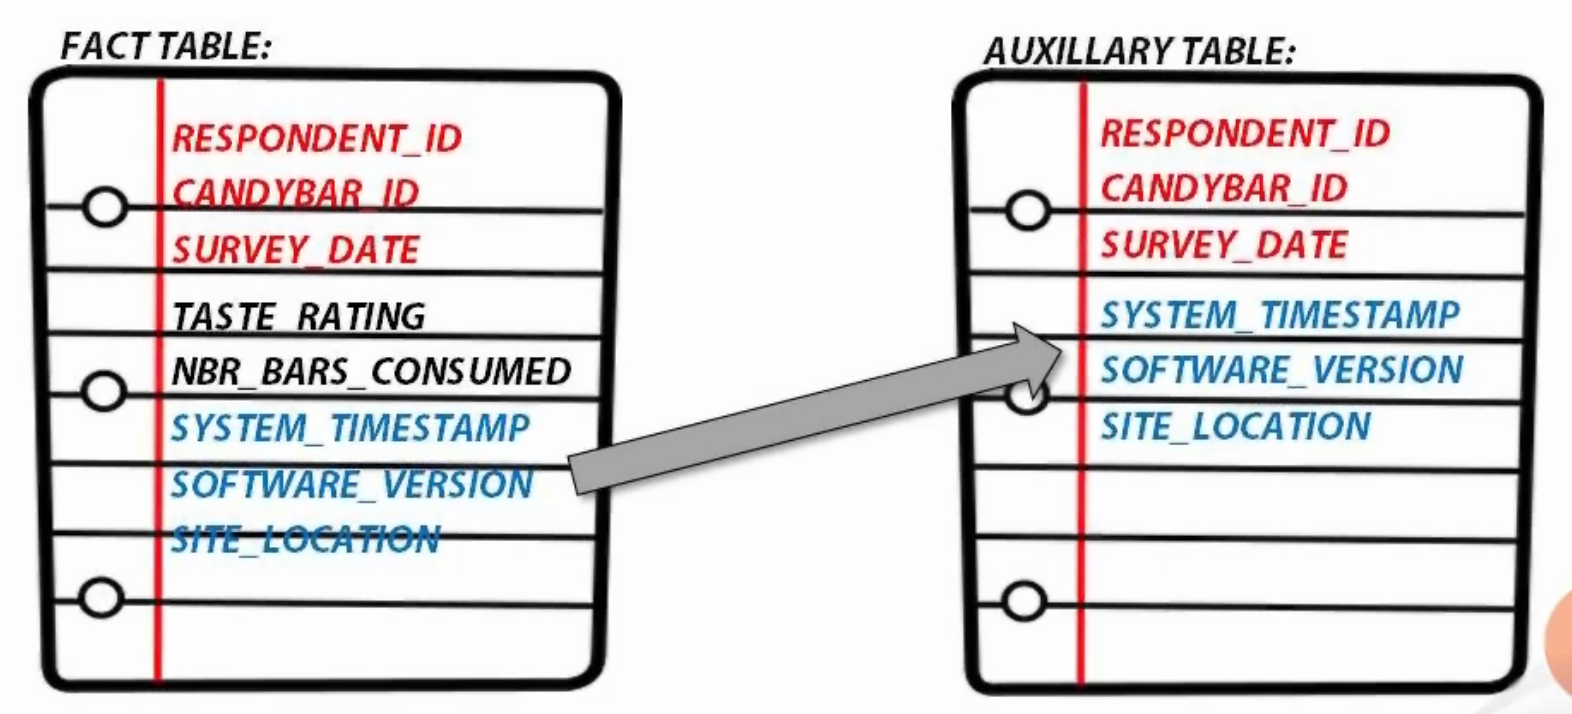 FACT TABLE:
RESPONDENT_ID
CANDYBAR_ID
SURVEY_DATE
TASTE_RATING
NBR_BARS_CONSUMED
SYSTEM_TIMESTAMP
SOFTWARE_VERSION
SITE_LOCATION
AUXILLARY TABLE:
RESPONDENT_ID
CANDYBAR_ID
SURVEY_DATE
SYSTEM_TIMESTAMP
SOFTWARE_VERSION
SITE_LOCATION